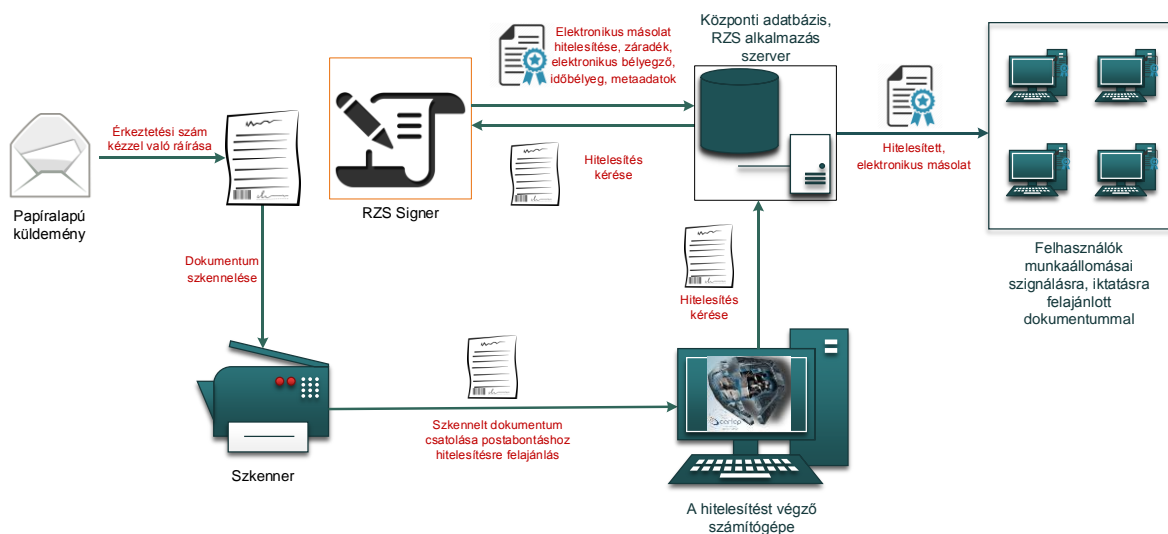 Papíralapú
küldemény
Érkeztetési szám
kézzel való ráírása
Dokumentum
szkennelése
Szkenner
Szkennelt dokumentum
csatolása postabontáshoz
hitelesítésre felajánlás
A hitelesítést végző
számítógépe
Hitelesítés
kérése
Központi adatbázis,
RZS alkalmazás
szerver
Hitelesítés
kérése
RZS Signer
Elektronikus másolat
hitelesítése, záradék,
elektronikus bélyegző,
időbélyeg, metaadatok
Hitelesített,
elektronikus másolat
Felhasználók
munkaállomásai
szignálásra, iktatásra
felajánlott
dokumentummal